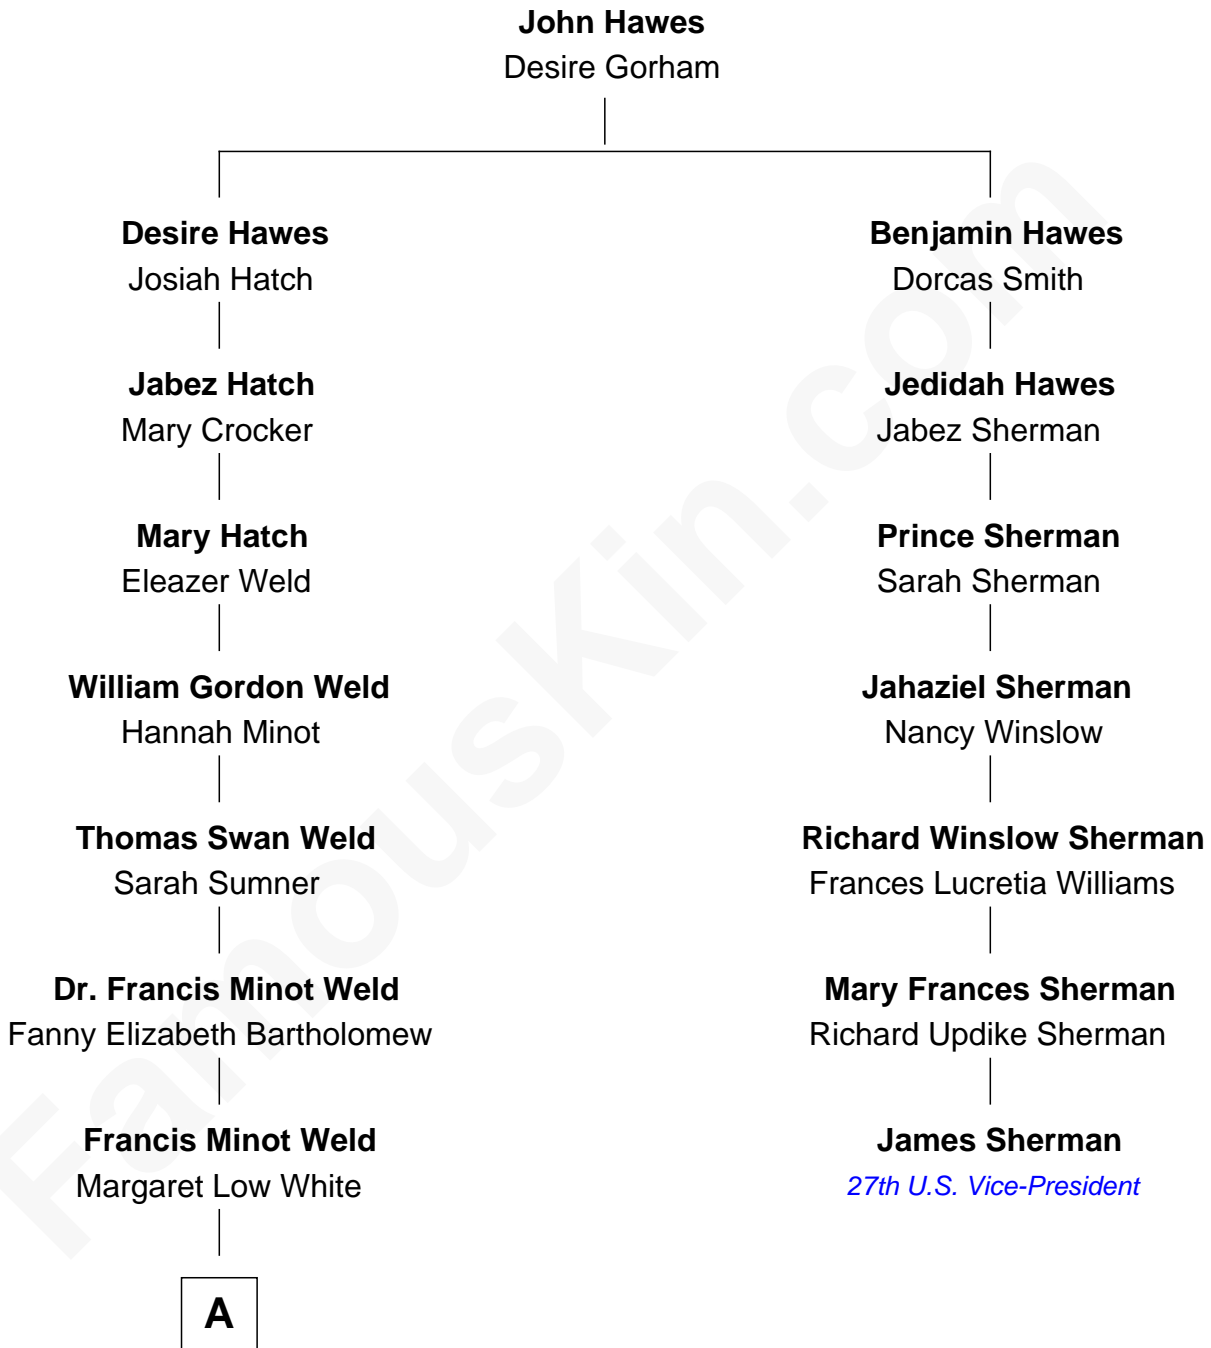 John Hawes
Desire Gorham
Desire Hawes
Josiah Hatch
Benjamin Hawes
Dorcas Smith
Jabez Hatch
Mary Crocker
Jedidah Hawes
Jabez Sherman
Mary Hatch
Eleazer Weld
Prince Sherman
Sarah Sherman
William Gordon Weld
Hannah Minot
Jahaziel Sherman
Nancy Winslow
Thomas Swan Weld
Sarah Sumner
Richard Winslow Sherman
Frances Lucretia Williams
Dr. Francis Minot Weld
Fanny Elizabeth Bartholomew
Mary Frances Sherman
Richard Updike Sherman
Francis Minot Weld
Margaret Low White
James Sherman
27th U.S. Vice-President
A
FamousKin.com